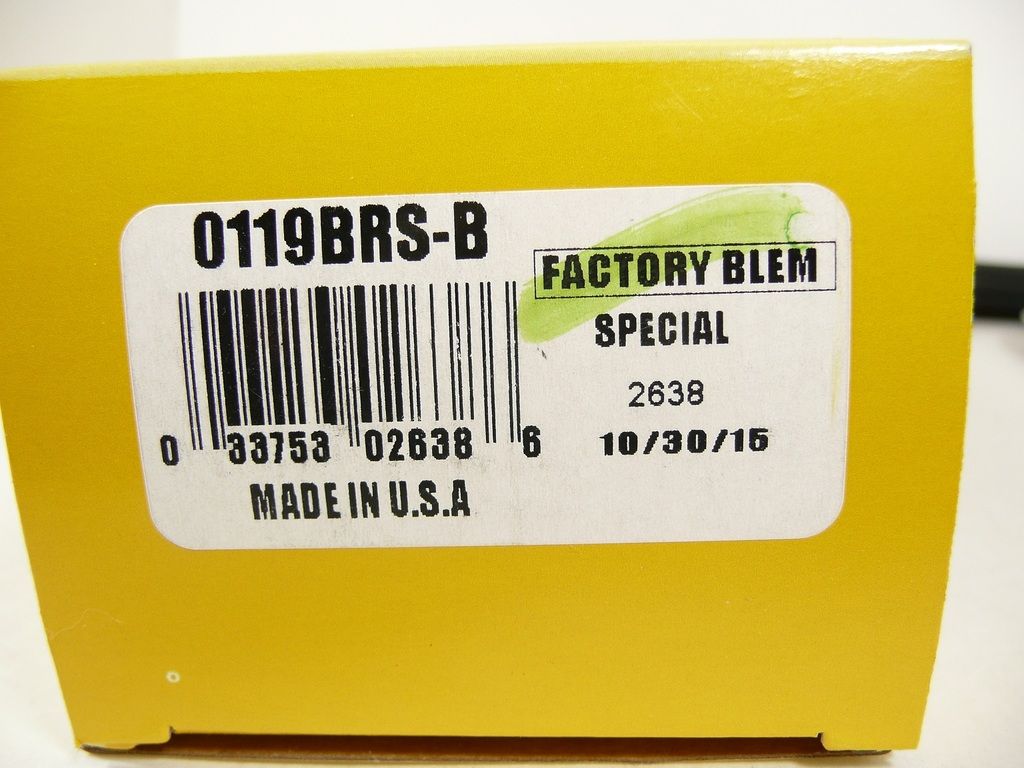 0119BRS-B
FACTORY BLEM
SPECIAL
2638
10/30/15
0 33753 02638 6
MADE IN U.S.A